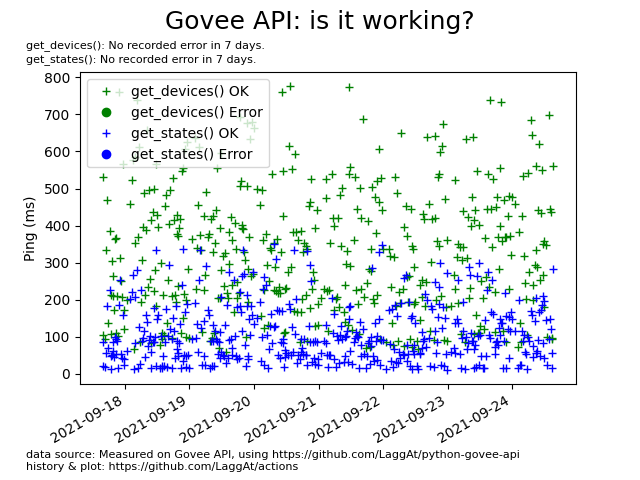 Govee API: is it working?
get_devices(): No recorded error in 7 days.
get_states(): No recorded error in 7 days.
800
700
600
500
400
300
200
100
0
Ping (ms)
get_devices() OK
get_devices() Error
get_states() OK
get_states() Error
2021-09-18
2021-09-19
2021-09-20
2021-09-21
2021-09-22
2021-09-23
2021-09-24
data source: Measured on Govee API, using https://github.com/LaggAt/python-govee-api
history & plot: https://github.com/LaggAt/actions